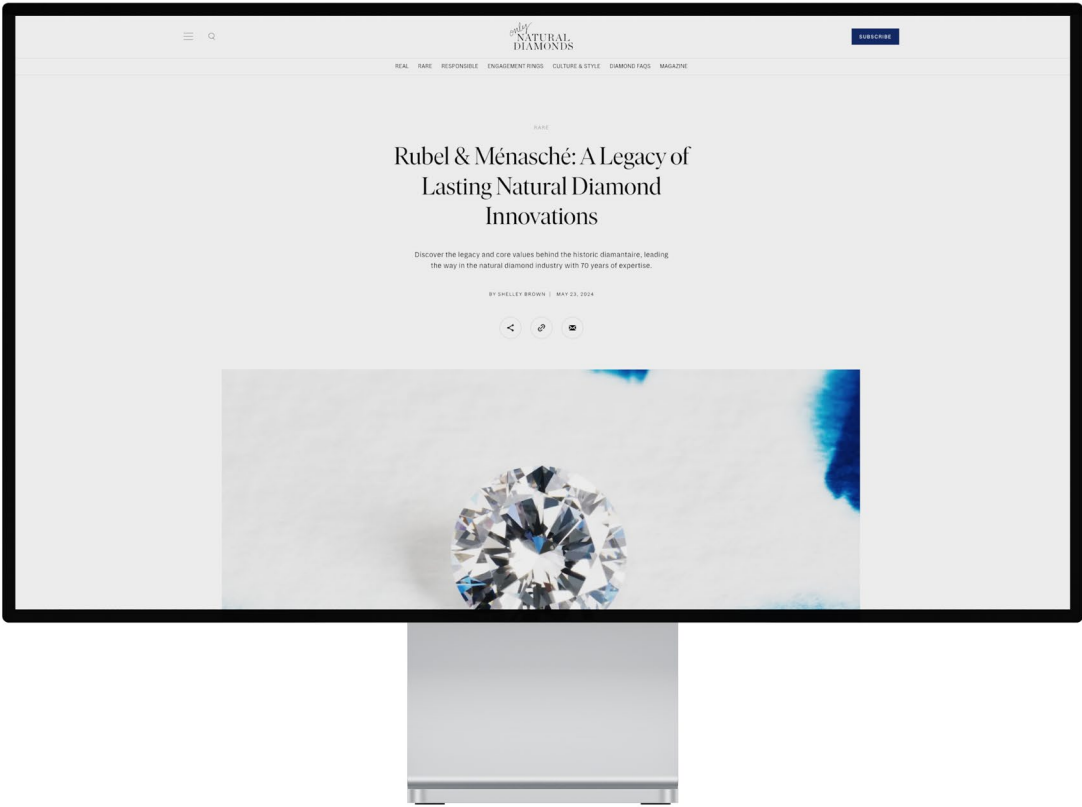 only
NATURAL
DIAMONDS
SUBSCRIBE
REAL RARE RESPONSIBLE ENGAGEMENT RINGS CULTURE & STYLE DIAMOND FAQS MAGAZINE
RARE
Rubel & Ménasché: A Legacy of
Lasting Natural Diamond
Innovations
Discover the legacy and core values behind the historic diamantaire, leading
the way in the natural diamond industry with 70 years of expertise.
BY SHELLEY BROWN | MAY 23, 2024